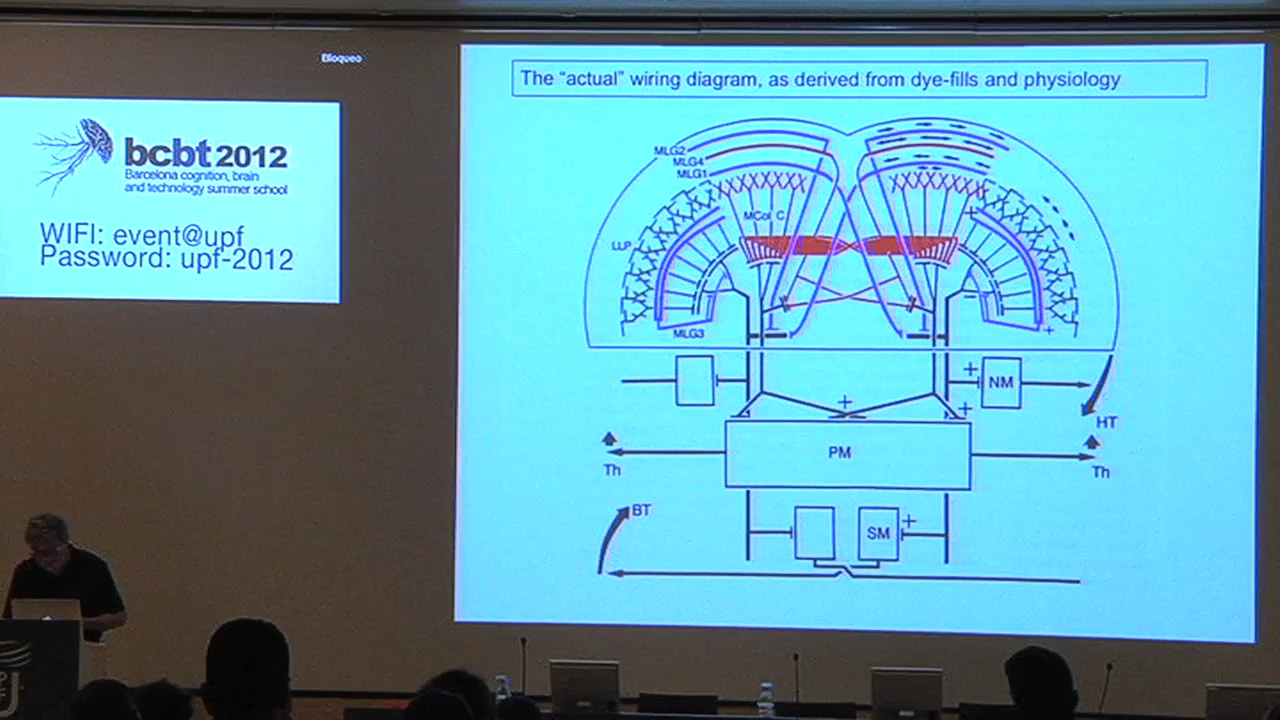 Bloqueo
bcbt 2012
Barcelona cognition, brain
and technology summer school
WIFI: event@upf
Password: upf-2012
The “actual” wiring diagram, as derived from dye-fills and physiology
MLG2
MLG4
MLG1
MCol C
LLP
MLG3
+
-
+
+
NM
+
+
HT
PM
Th
Th
BT
SM
+